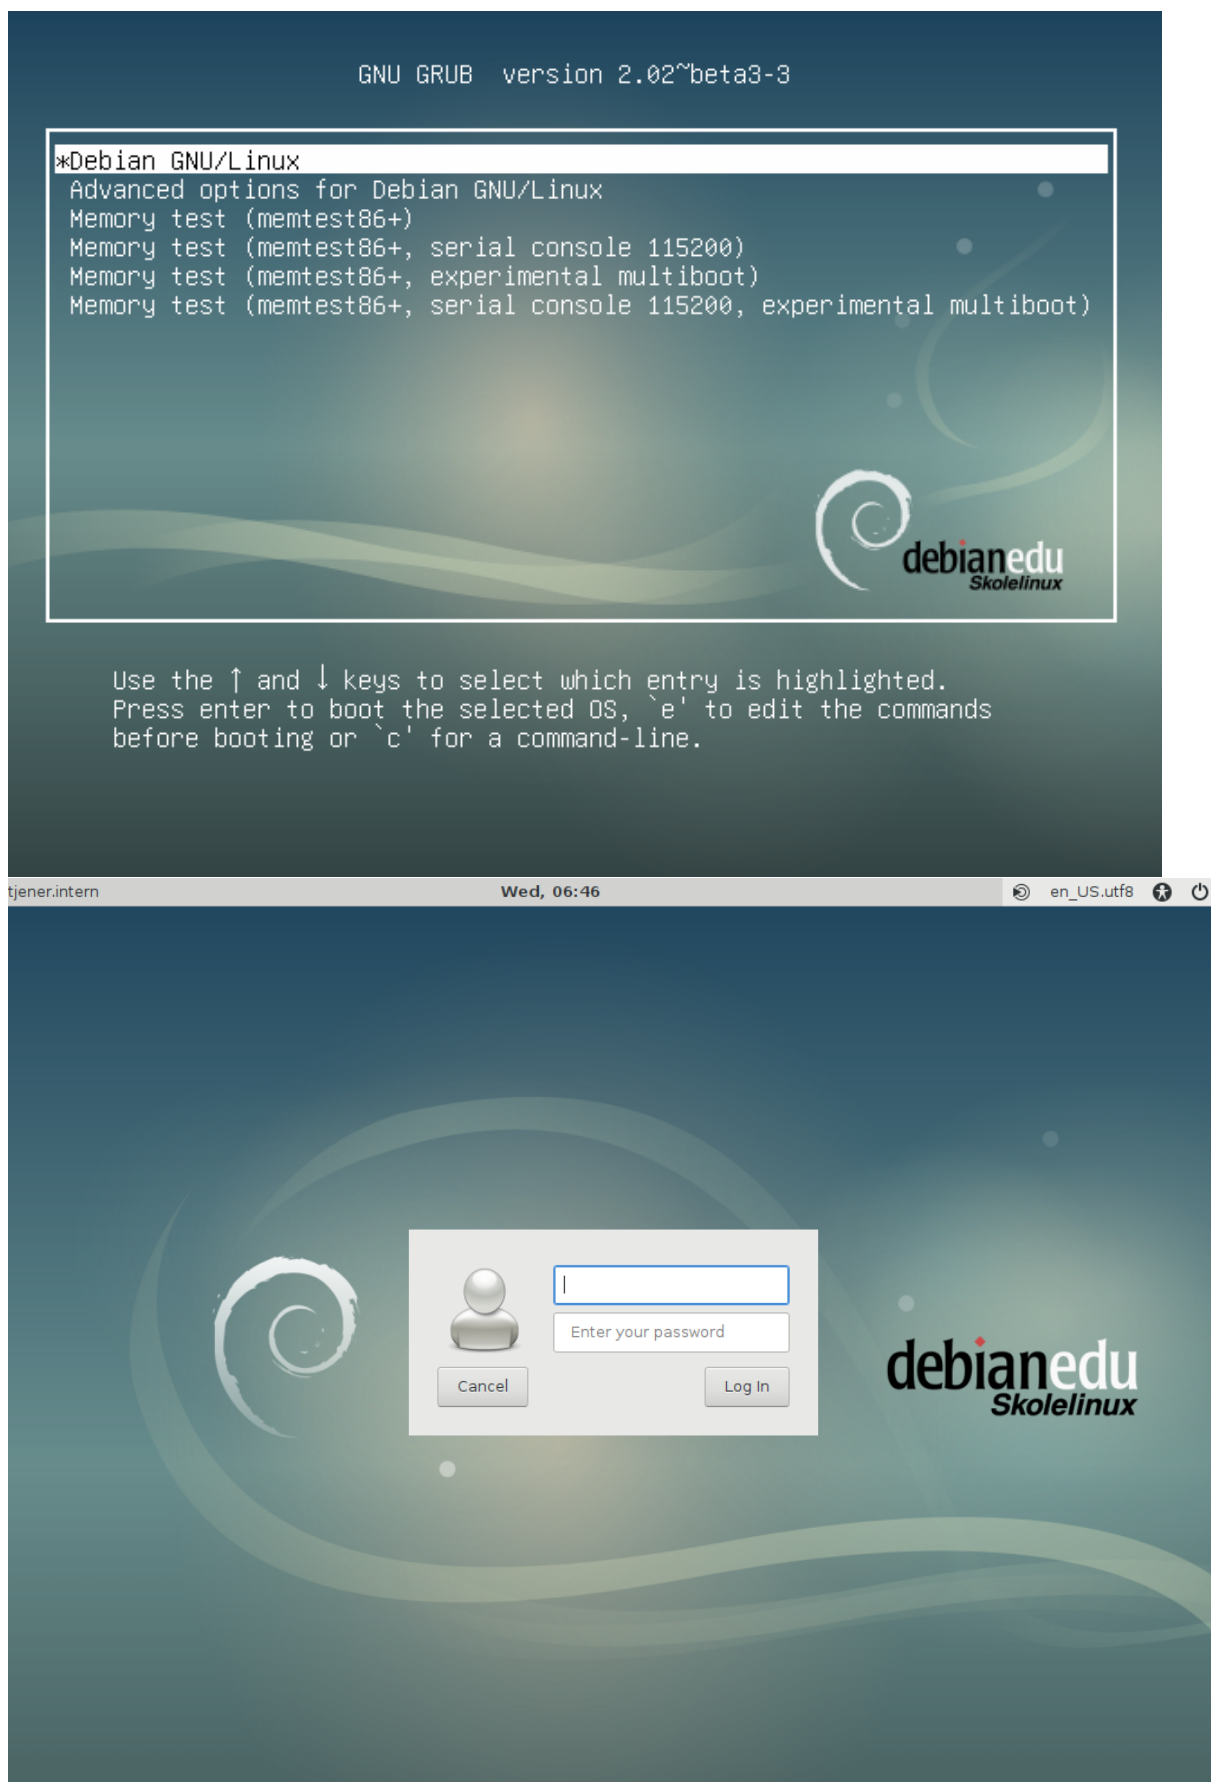 GNU GRUB  version 2.02~beta3-3
*Debian GNU/Linux
Advanced options for Debian GNU/Linux
Memory test (memtest86+)
Memory test (memtest86+, serial console 115200)
Memory test (memtest86+, experimental multiboot)
Memory test (memtest86+, serial console 115200, experimental multiboot)
debianedu
Skolelinux
Use the ↑ and ↓ keys to select which entry is highlighted.
Press enter to boot the selected OS, `e' to edit the commands
before booting or `c' for a command-line.
tjener.intern Wed, 06:46 en_US.utf8
Enter your password
Cancel Log In
debianedu
Skolelinux